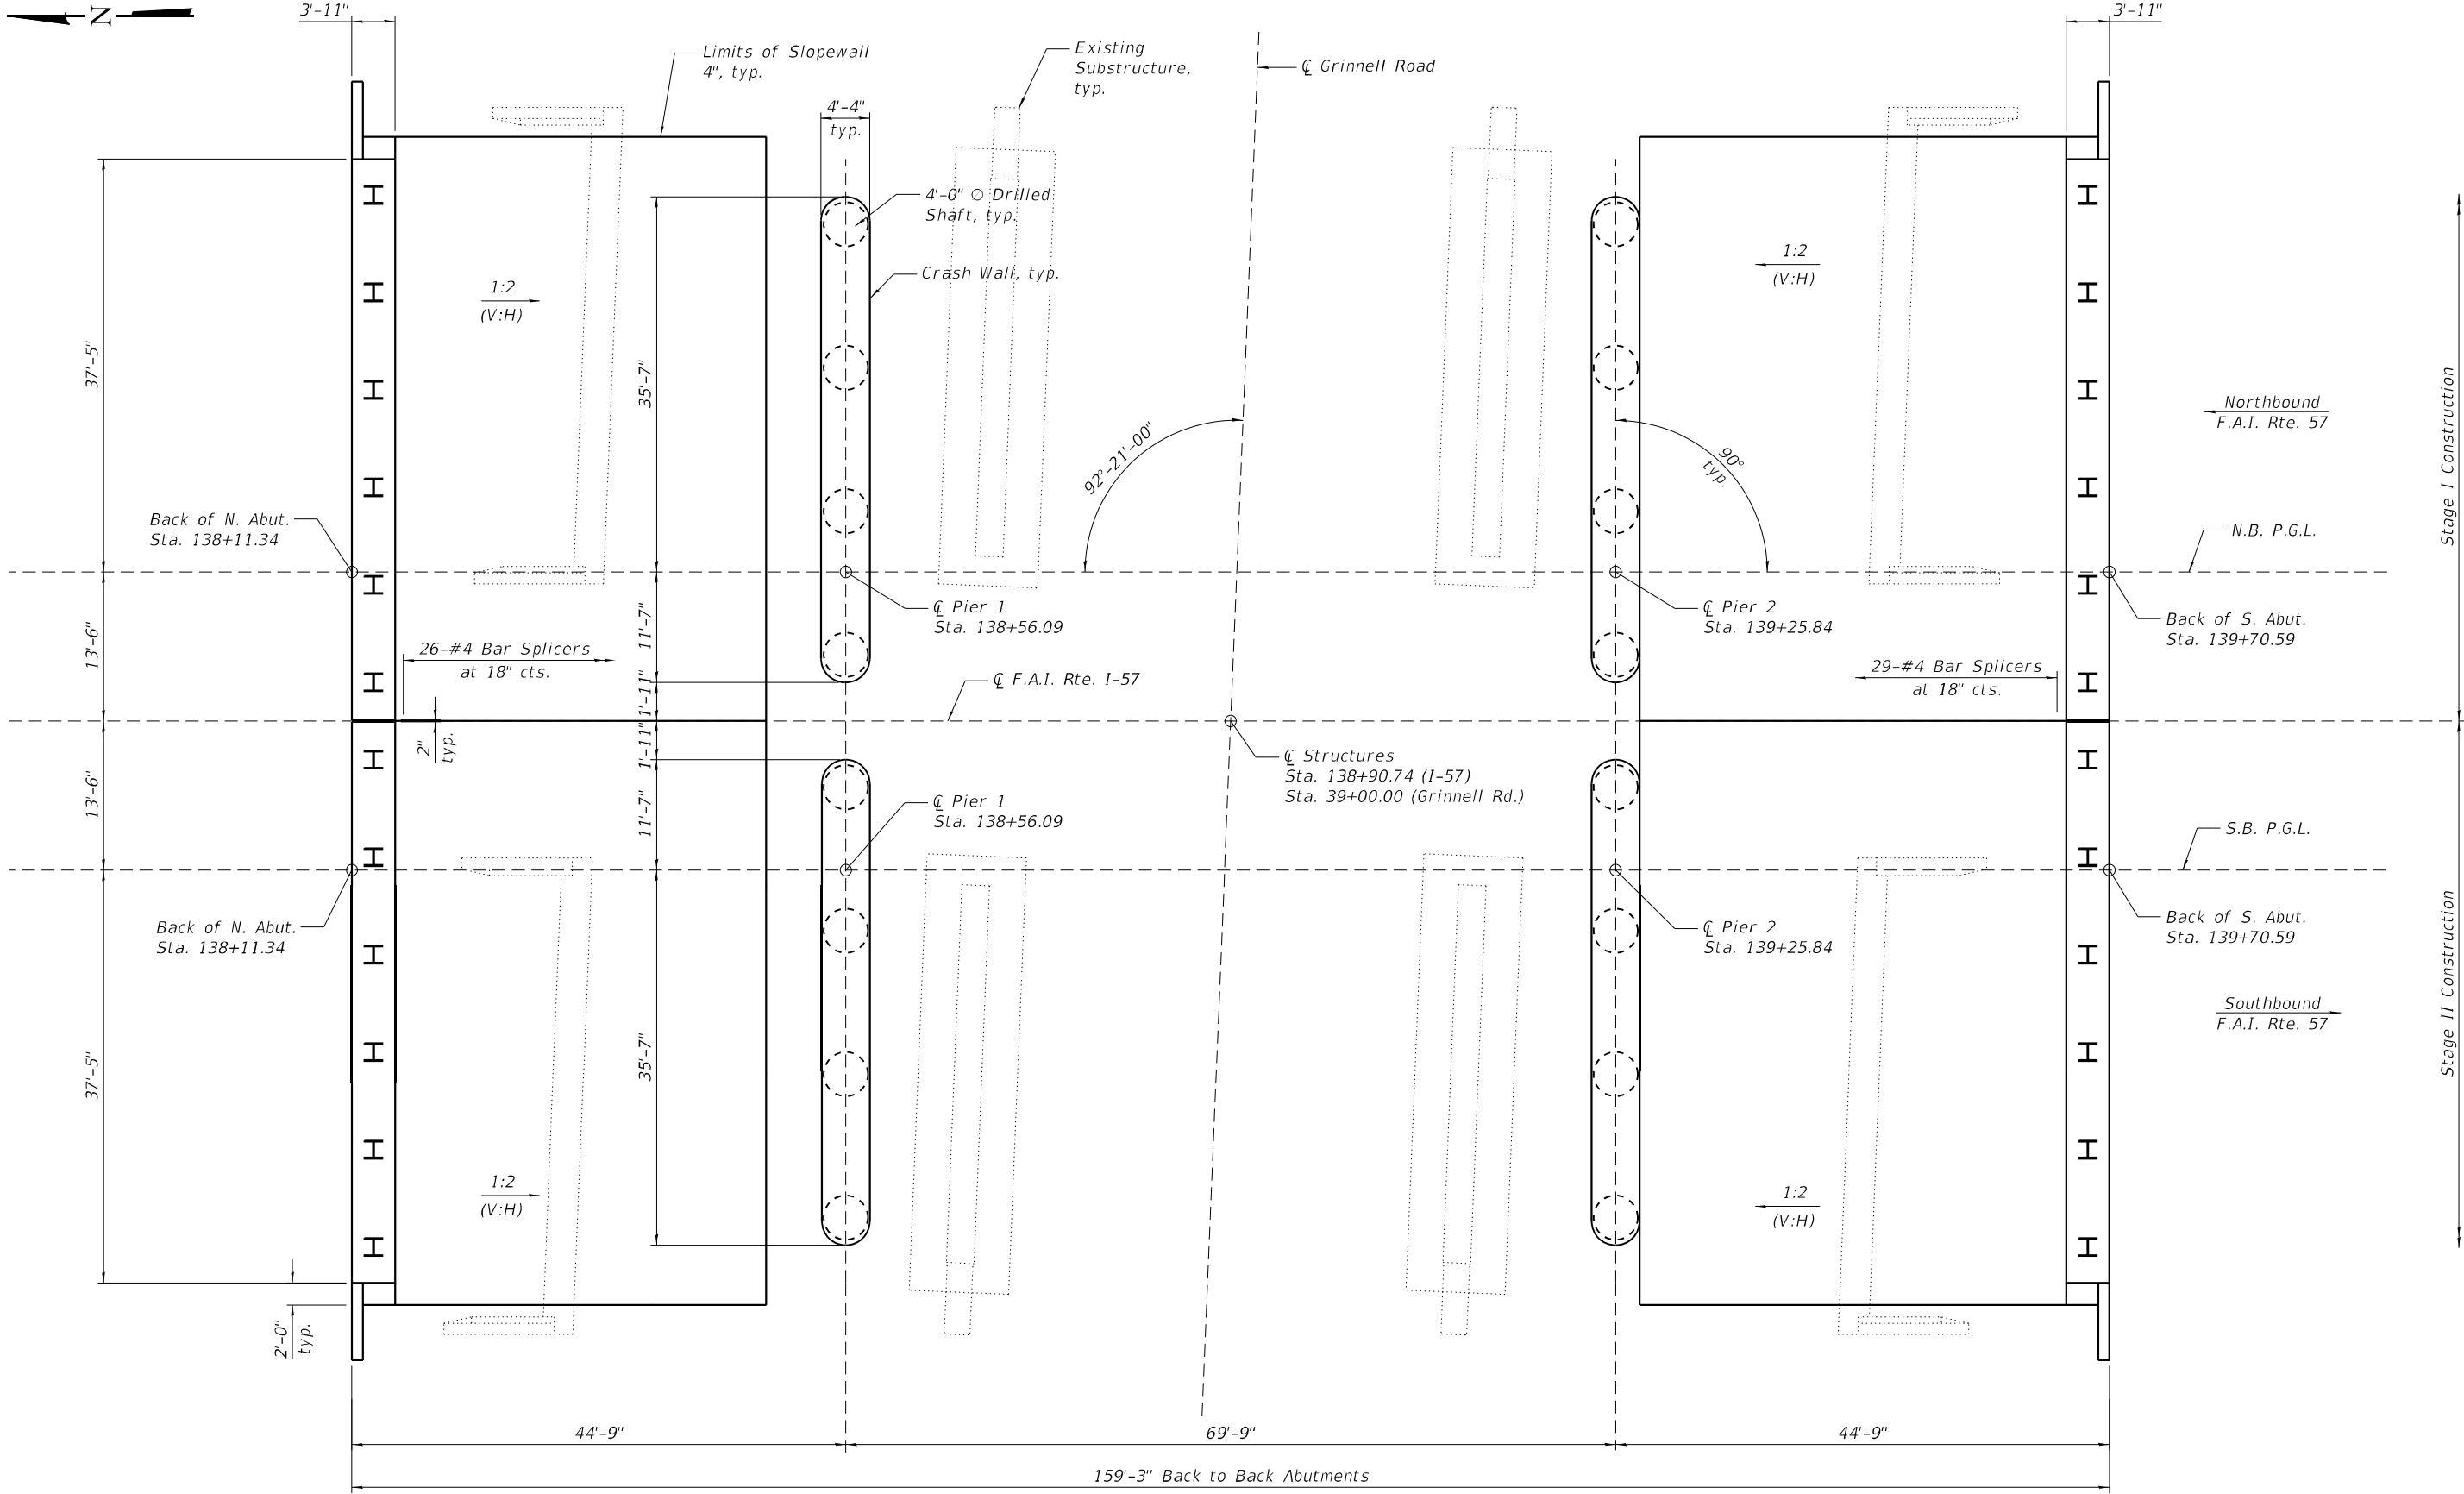 N
3'-11"
3'-11"
Limits of Slopewall
4", typ.
Existing
Substructure,
typ.
℄ Grinnell Road
4'-4"
typ.
4'-0" ∅ Drilled
Shaft, typ.
Crash Wall, typ.
1:2
(V:H)
1:2
(V:H)
37'-5"
35'-7"
92°-21'-00"
90°
typ.
Northbound
F.A.I. Rte. 57
Stage I Construction
Back of N. Abut.
Sta. 138+11.34
N.B. P.G.L.
℄ Pier 1
Sta. 138+56.09
℄ Pier 2
Sta. 139+25.84
Back of S. Abut.
Sta. 139+70.59
13'-6"
11'-7"
26-#4 Bar Splicers
at 18" cts.
29-#4 Bar Splicers
at 18" cts.
1'-11"
℄ F.A.I. Rte. I-57
2"
typ.
1'-11"
℄ Structures
Sta. 138+90.74 (I-57)
Sta. 39+00.00 (Grinnell Rd.)
13'-6"
11'-7"
℄ Pier 1
Sta. 138+56.09
S.B. P.G.L.
Back of N. Abut.
Sta. 138+11.34
℄ Pier 2
Sta. 139+25.84
Back of S. Abut.
Sta. 139+70.59
37'-5"
35'-7"
Southbound
F.A.I. Rte. 57
Stage II Construction
1:2
(V:H)
1:2
(V:H)
2'-0"
typ.
44'-9"
69'-9"
44'-9"
159'-3" Back to Back Abutments